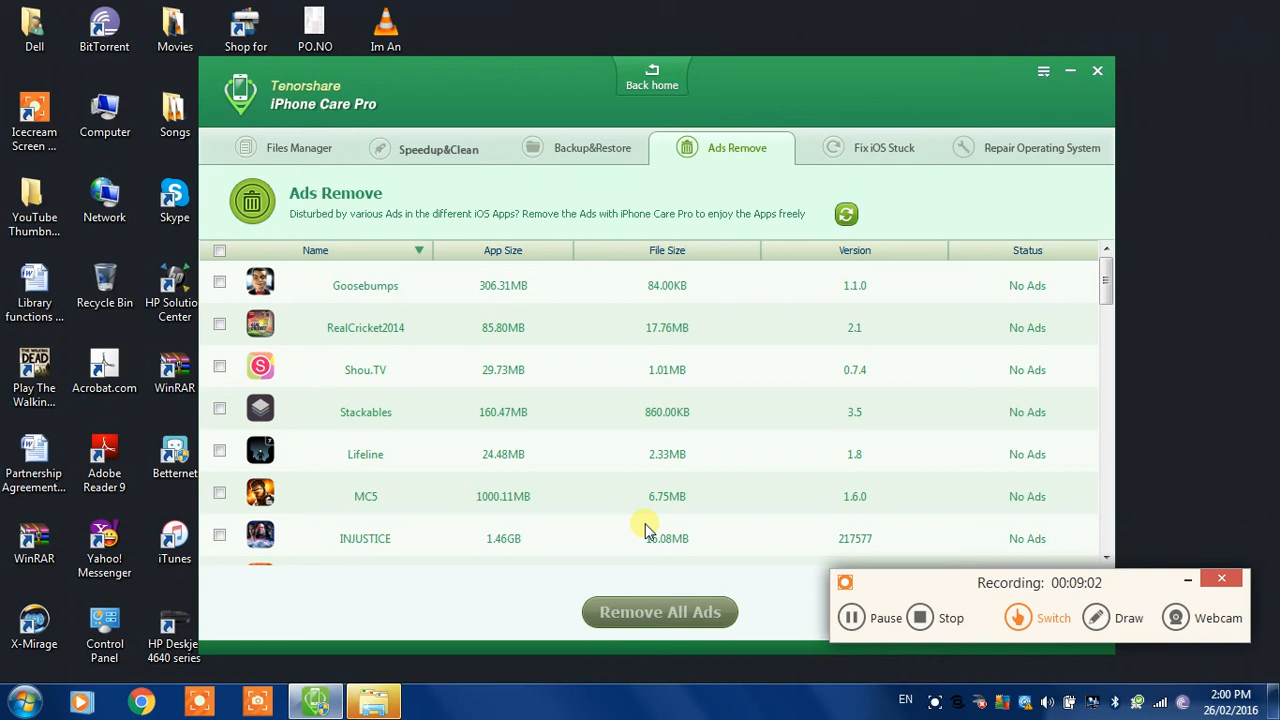 Dell
BitTorrent
Movies
Shop for
PO.NO
Im An
Tenorshare
iPhone Care Pro
Back home
Files Manager
Speedup&Clean
Backup&Restore
Ads Remove
Fix iOS Stuck
Repair Operating System
Icecream
Screen ...
Computer
Songs
Ads Remove
Disturbed by various Ads in the different iOS Apps? Remove the Ads with iPhone Care Pro to enjoy the Apps freely
YouTube
Thumbn...
Network
Skype
Name App Size File Size Version Status
Goosebumps 306.31MB 84.00KB 1.1.0 No Ads
RealCricket2014 85.80MB 17.76MB 2.1 No Ads
Shou.TV 29.73MB 1.01MB 0.7.4 No Ads
Stackables 160.47MB 860.00KB 3.5 No Ads
Lifeline 24.48MB 2.33MB 1.8 No Ads
MC5 1000.11MB 6.75MB 1.6.0 No Ads
INJUSTICE 1.46GB 217577 No Ads
Library
functions ...
Recycle Bin
HP Solution
Center
Play The
Walkin...
Acrobat.com
WinRAR
Partnership
Agreement...
Adobe
Reader 9
Betternet
WinRAR
Yahoo!
Messenger
iTunes
X-Mirage
Control
Panel
HP Deskje
4640 series
Remove All Ads
Recording: 00:09:02
Pause
Stop
Switch
Draw
Webcam
EN
2:00 PM
26/02/2016